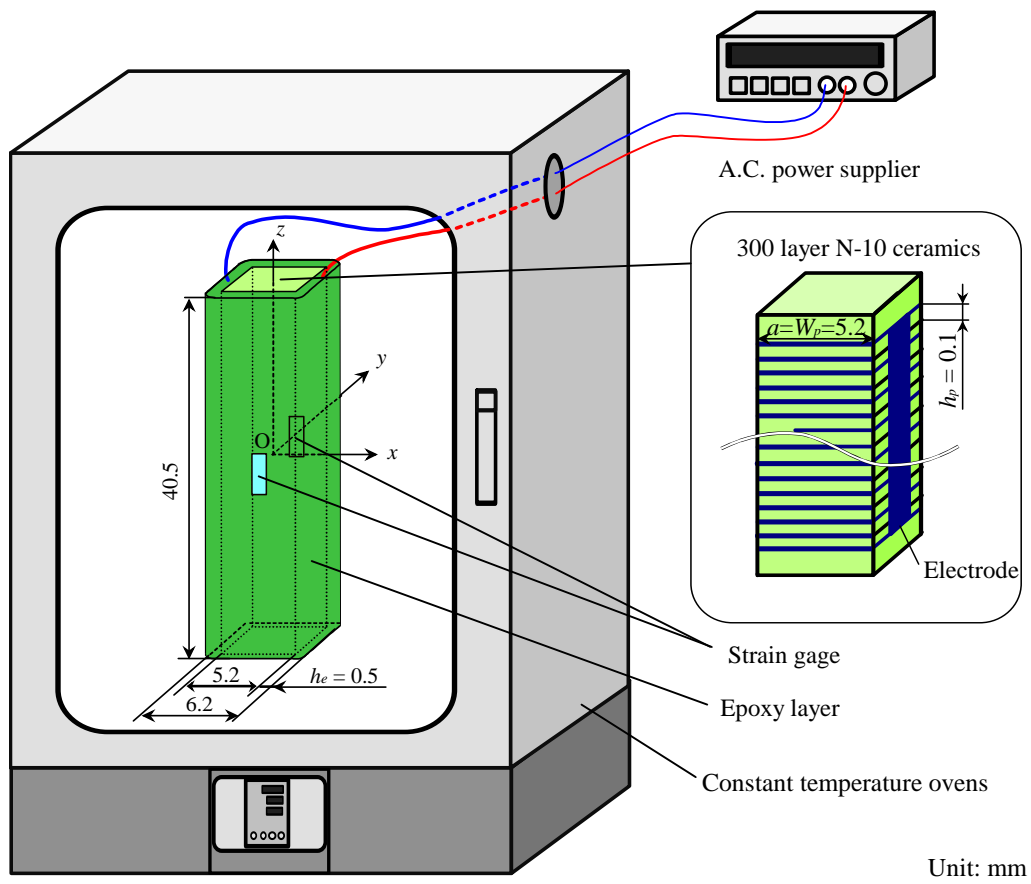 A.C. power supplier
300 layer N-10 ceramics
a=Wₚ=5.2
hₚ = 0.1
z
y
O
x
40.5
Electrode
5.2
hₑ = 0.5
6.2
Strain gage
Epoxy layer
Constant temperature ovens
Unit: mm